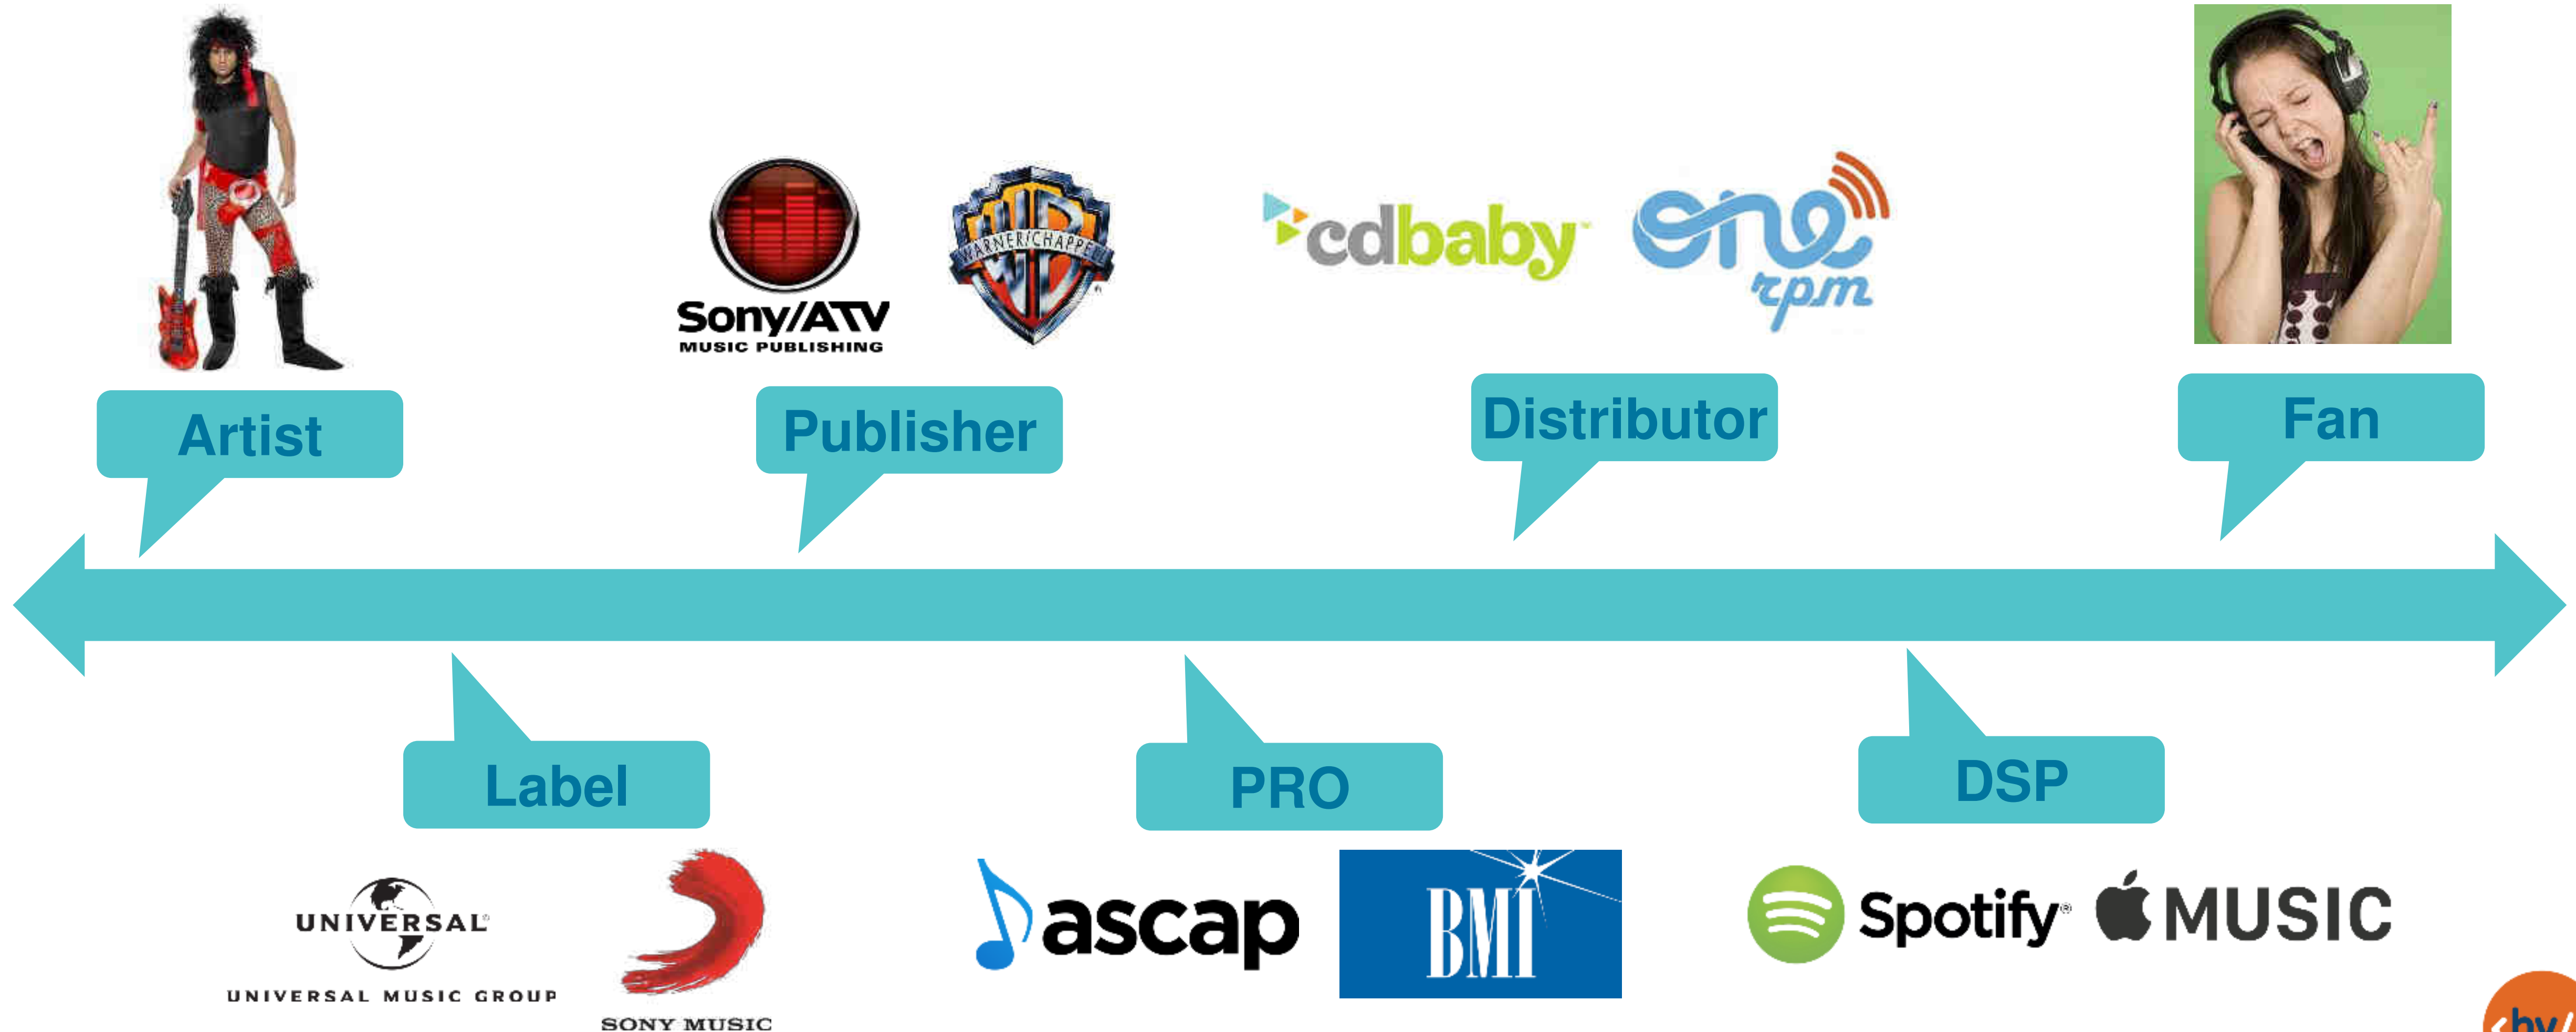 WARNER/CHAPPELL
Sony/ATV
MUSIC PUBLISHING
cdbaby
one
rpm
Artist
Publisher
Distributor
Fan
Label
PRO
DSP
UNIVERSAL®
UNIVERSAL MUSIC GROUP
SONY MUSIC
ascap
BMI
Spotify®
MUSIC